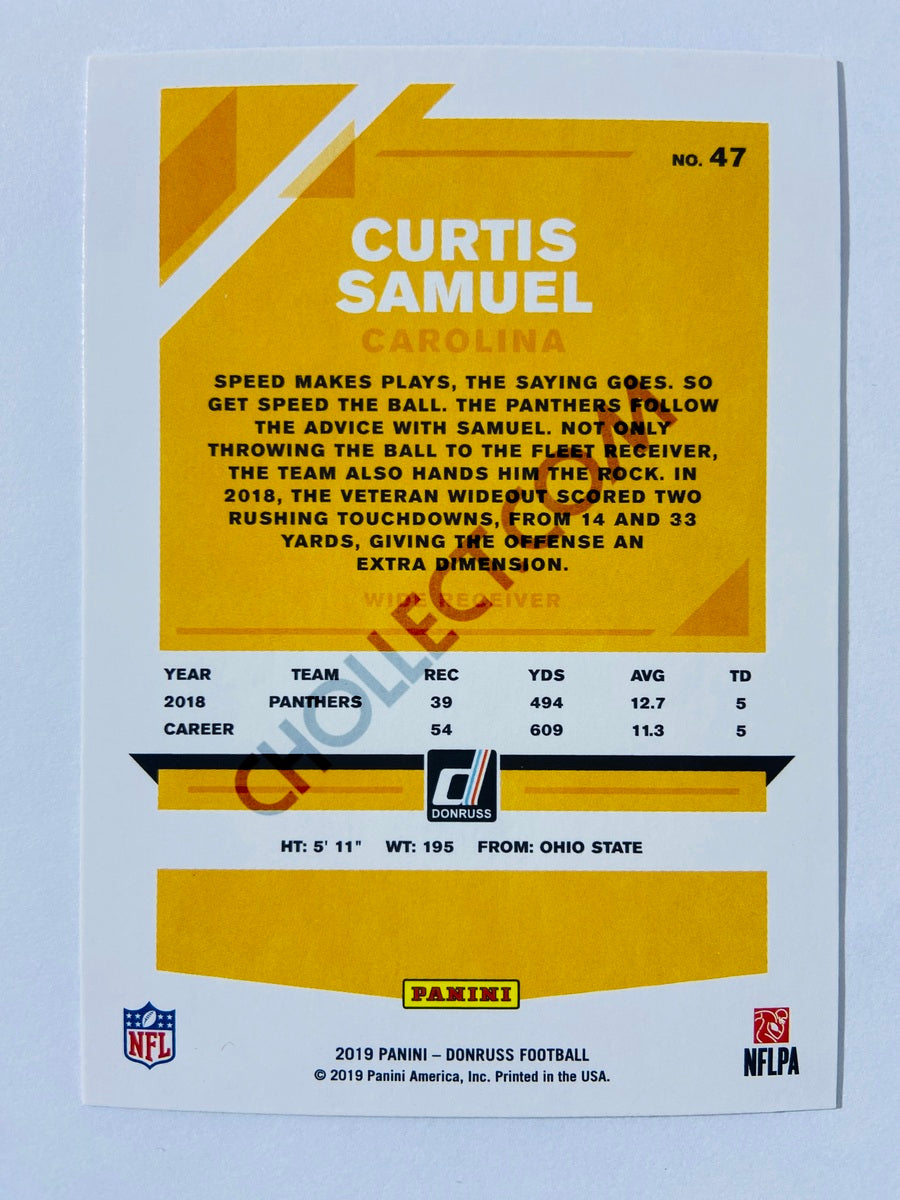 NO. 47
CURTIS
SAMUEL
CAROLINA
SPEED MAKES PLAYS, THE SAYING GOES. SO
GET SPEED THE BALL. THE PANTHERS FOLLOW
THE ADVICE WITH SAMUEL. NOT ONLY
THROWING THE BALL TO THE FLEET RECEIVER,
THE TEAM ALSO HANDS HIM THE ROCK. IN
2018, THE VETERAN WIDEOUT SCORED TWO
RUSHING TOUCHDOWNS, FROM 14 AND 33
YARDS, GIVING THE OFFENSE AN
EXTRA DIMENSION.
WIDE RECEIVER
CHOLLECT.COM
YEAR TEAM REC YDS AVG TD
2018 PANTHERS 39 494 12.7 5
CAREER 54 609 11.3 5
d
DONRUSS
HT: 5' 11" WT: 195 FROM: OHIO STATE
PANINI
NFL
NFLPA
2019 PANINI – DONRUSS FOOTBALL
© 2019 Panini America, Inc. Printed in the USA.